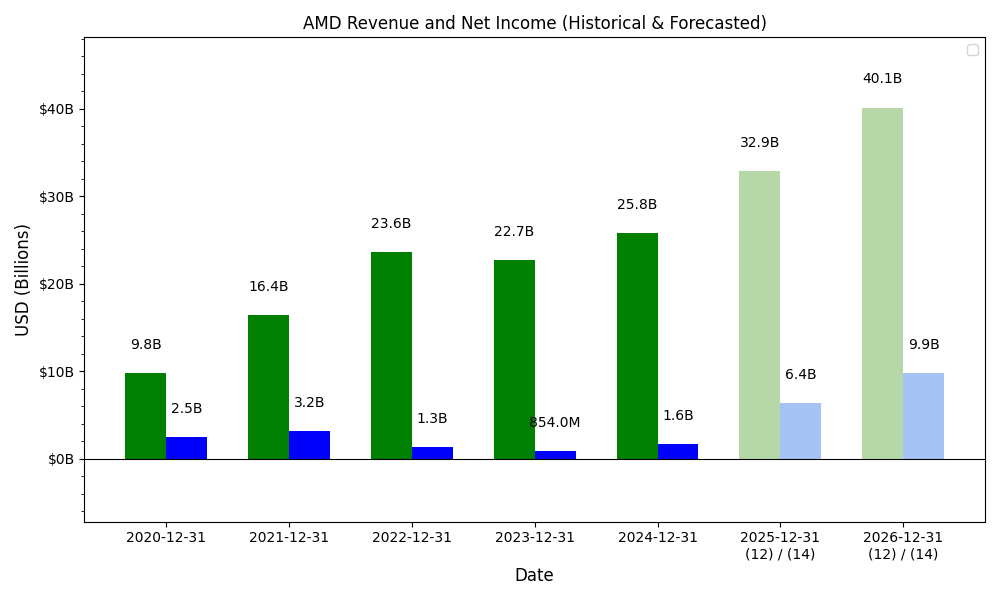 AMD Revenue and Net Income (Historical & Forecasted)
USD (Billions)
$40B
$30B
$20B
$10B
$0B
9.8B
2.5B
16.4B
3.2B
23.6B
1.3B
22.7B
854.0M
25.8B
1.6B
32.9B
6.4B
40.1B
9.9B
2020-12-31
2021-12-31
2022-12-31
2023-12-31
2024-12-31
2025-12-31
(12) / (14)
2026-12-31
(12) / (14)
Date